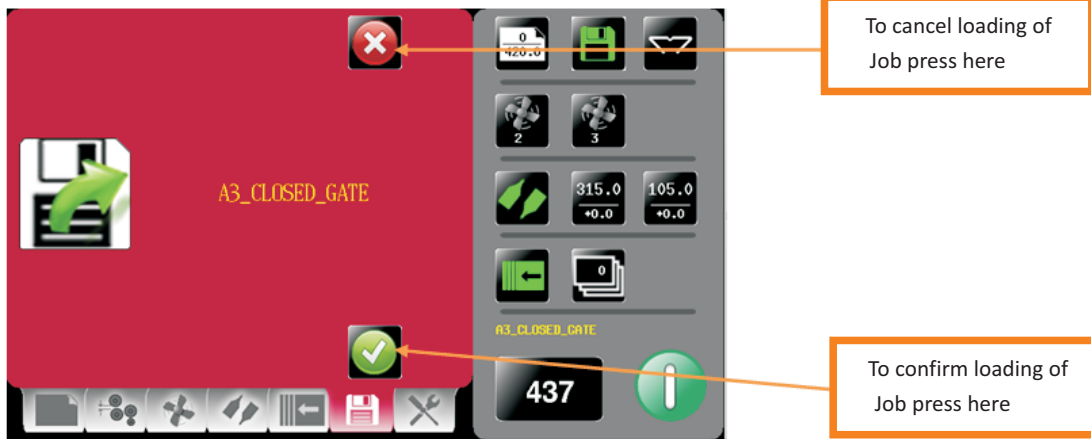 To cancel loading of
Job press here
0
420.0
2
3
A3_CLOSED_GATE
315.0
+0.0
105.0
+0.0
0
A3_CLOSED_GATE
437
To confirm loading of
Job press here